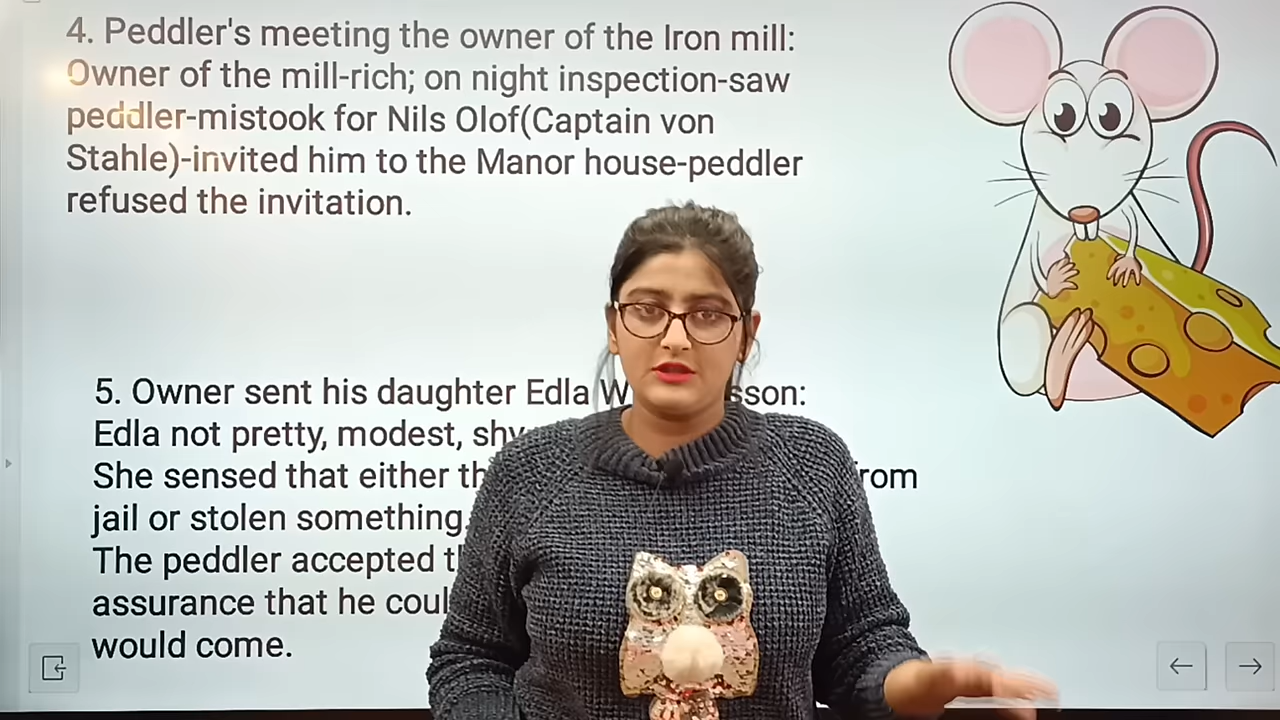 4. Peddler's meeting the owner of the Iron mill:
Owner of the mill-rich; on night inspection-saw
peddler-mistook for Nils Olof(Captain von
Stahle)-invited him to the Manor house-peddler
refused the invitation.
5. Owner sent his daughter Edla W sson:
Edla not pretty, modest, shy
She sensed that either th rom
jail or stolen something.
The peddler accepted t
assurance that he coul
would come.